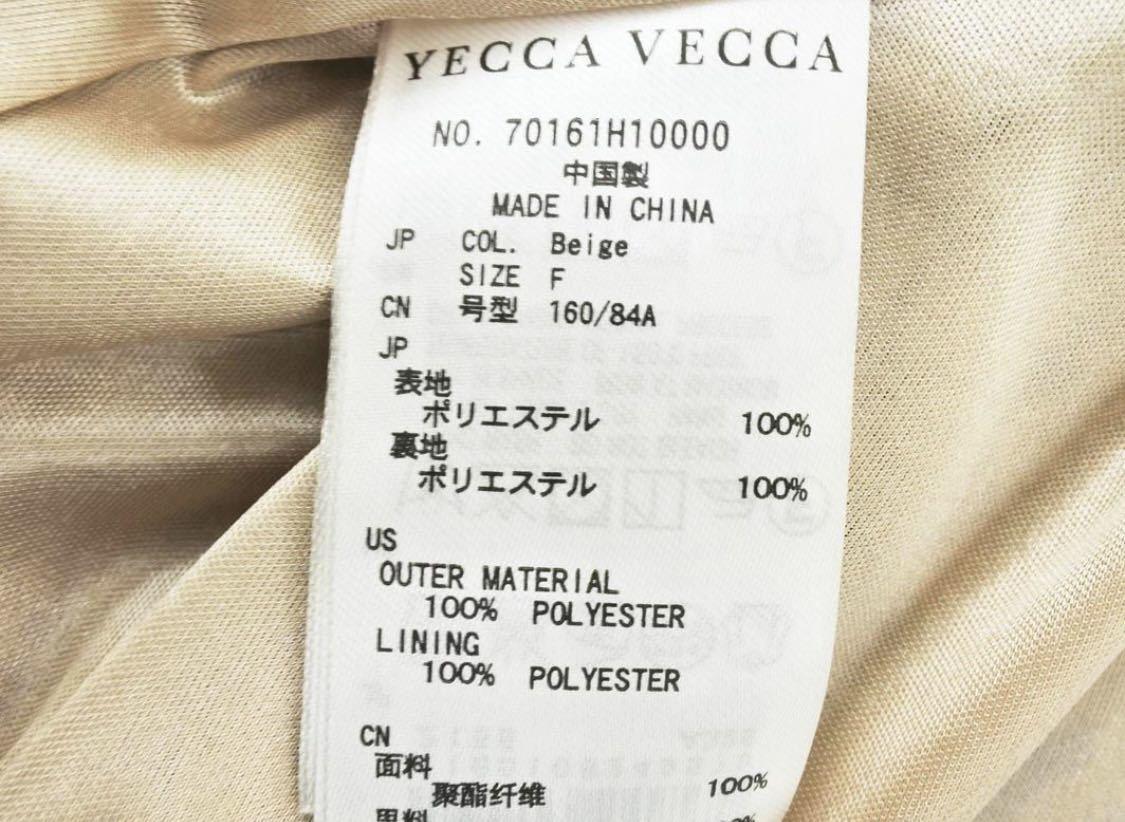 YECCA VECCA
NO. 70161H10000
中国製
MADE IN CHINA
JP COL. Beige
SIZE F
CN 号型 160/84A
JP
表地
ポリエステル 100%
裏地
ポリエステル 100%
US
OUTER MATERIAL
100% POLYESTER
LINING
100% POLYESTER
CN
面料
聚酯纤维 100%